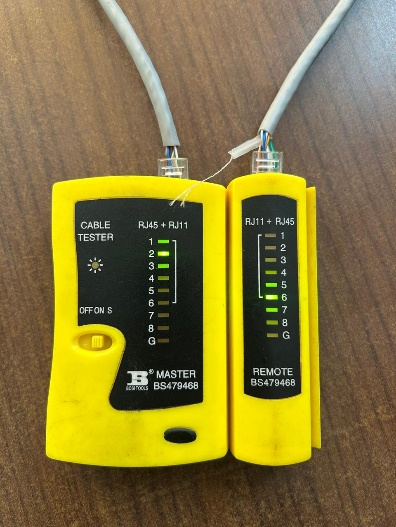 CABLE
TESTER
RJ45 + RJ11
1
2
3
4
5
6
7
8
G
OFF ON S
B®
BOSITOOLS
MASTER
BS479468
RJ11 + RJ45
1
2
3
4
5
6
7
8
G
REMOTE
BS479468